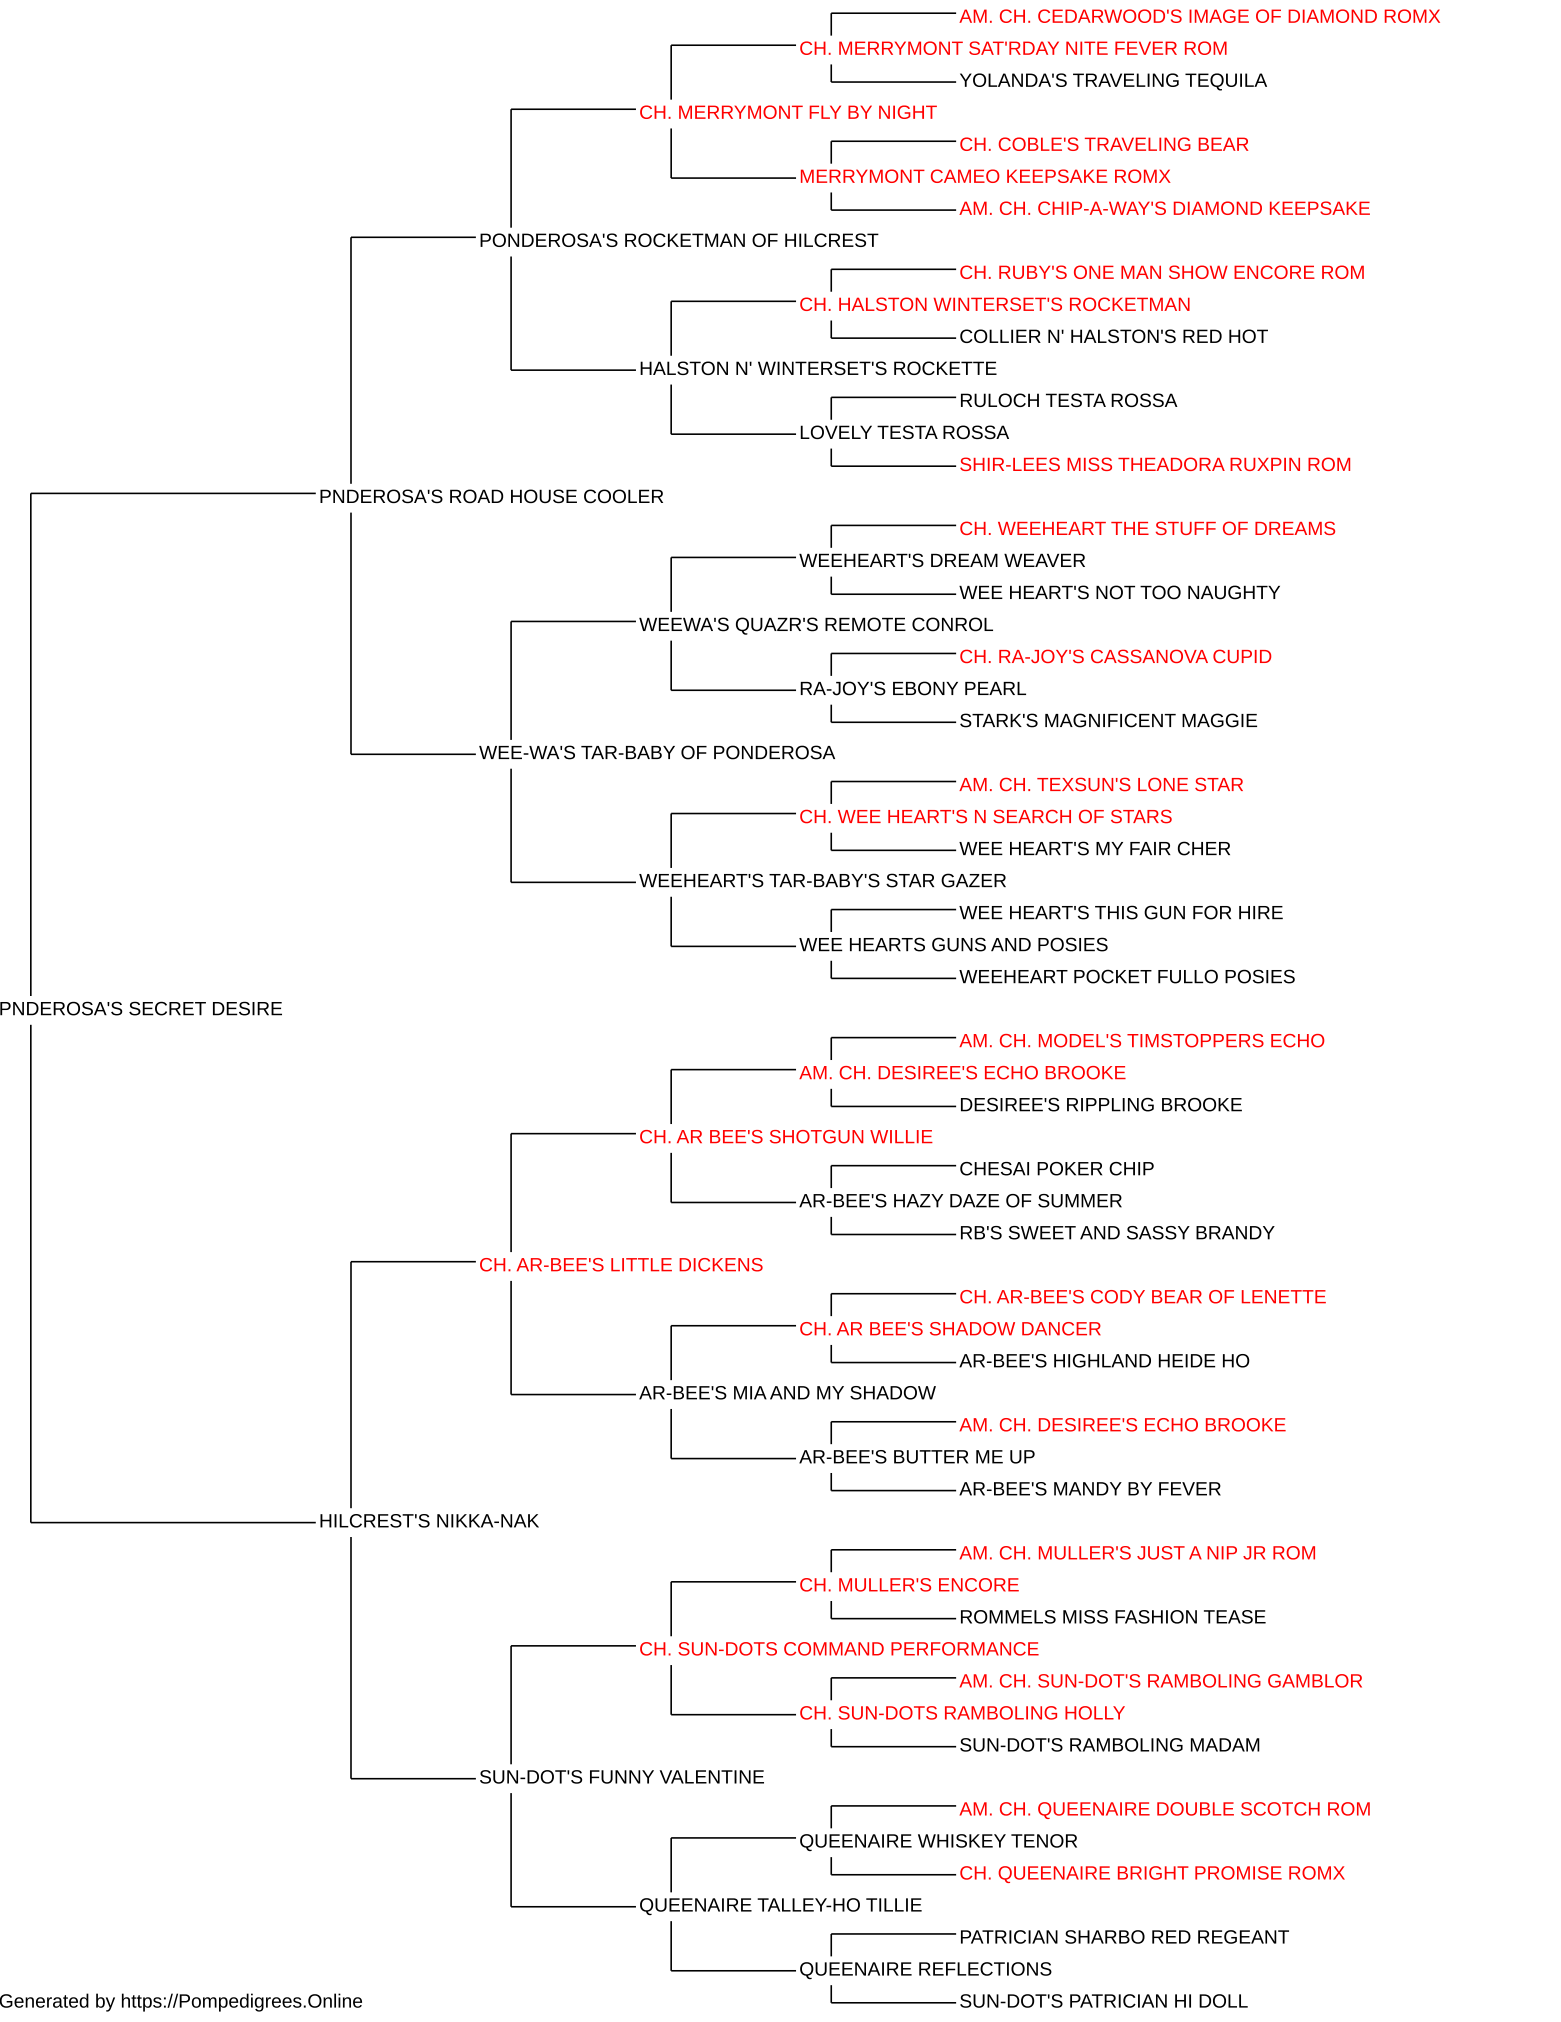 AM. CH. CEDARWOOD'S IMAGE OF DIAMOND ROMX
CH. MERRYMONT SAT'RDAY NITE FEVER ROM
YOLANDA'S TRAVELING TEQUILA
CH. MERRYMONT FLY BY NIGHT
CH. COBLE'S TRAVELING BEAR
MERRYMONT CAMEO KEEPSAKE ROMX
AM. CH. CHIP-A-WAY'S DIAMOND KEEPSAKE
PONDEROSA'S ROCKETMAN OF HILCREST
CH. RUBY'S ONE MAN SHOW ENCORE ROM
CH. HALSTON WINTERSET'S ROCKETMAN
COLLIER N' HALSTON'S RED HOT
HALSTON N' WINTERSET'S ROCKETTE
RULOCH TESTA ROSSA
LOVELY TESTA ROSSA
SHIR-LEES MISS THEADORA RUXPIN ROM
PNDEROSA'S ROAD HOUSE COOLER
CH. WEEHEART THE STUFF OF DREAMS
WEEHEART'S DREAM WEAVER
WEE HEART'S NOT TOO NAUGHTY
WEEWA'S QUAZR'S REMOTE CONROL
CH. RA-JOY'S CASSANOVA CUPID
RA-JOY'S EBONY PEARL
STARK'S MAGNIFICENT MAGGIE
WEE-WA'S TAR-BABY OF PONDEROSA
AM. CH. TEXSUN'S LONE STAR
CH. WEE HEART'S N SEARCH OF STARS
WEE HEART'S MY FAIR CHER
WEEHEART'S TAR-BABY'S STAR GAZER
WEE HEART'S THIS GUN FOR HIRE
WEE HEARTS GUNS AND POSIES
WEEHEART POCKET FULLO POSIES
PNDEROSA'S SECRET DESIRE
AM. CH. MODEL'S TIMSTOPPERS ECHO
AM. CH. DESIREE'S ECHO BROOKE
DESIREE'S RIPPLING BROOKE
CH. AR BEE'S SHOTGUN WILLIE
CHESAI POKER CHIP
AR-BEE'S HAZY DAZE OF SUMMER
RB'S SWEET AND SASSY BRANDY
CH. AR-BEE'S LITTLE DICKENS
CH. AR-BEE'S CODY BEAR OF LENETTE
CH. AR BEE'S SHADOW DANCER
AR-BEE'S HIGHLAND HEIDE HO
AR-BEE'S MIA AND MY SHADOW
AM. CH. DESIREE'S ECHO BROOKE
AR-BEE'S BUTTER ME UP
AR-BEE'S MANDY BY FEVER
HILCREST'S NIKKA-NAK
AM. CH. MULLER'S JUST A NIP JR ROM
CH. MULLER'S ENCORE
ROMMELS MISS FASHION TEASE
CH. SUN-DOTS COMMAND PERFORMANCE
AM. CH. SUN-DOT'S RAMBOLING GAMBLOR
CH. SUN-DOTS RAMBOLING HOLLY
SUN-DOT'S RAMBOLING MADAM
SUN-DOT'S FUNNY VALENTINE
AM. CH. QUEENAIRE DOUBLE SCOTCH ROM
QUEENAIRE WHISKEY TENOR
CH. QUEENAIRE BRIGHT PROMISE ROMX
QUEENAIRE TALLEY-HO TILLIE
PATRICIAN SHARBO RED REGEANT
QUEENAIRE REFLECTIONS
SUN-DOT'S PATRICIAN HI DOLL
Generated by https://Pompedigrees.Online